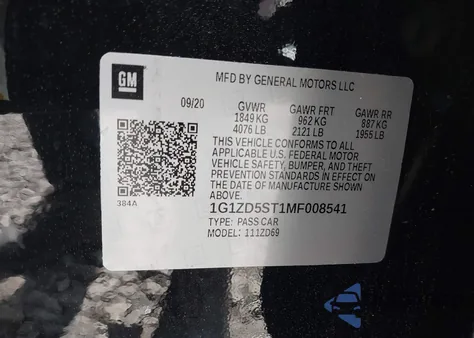 GM
MFD BY GENERAL MOTORS LLC
09/20 GVWR GAWR FRT GAWR RR
1849 KG 962 KG 887 KG
4076 LB 2121 LB 1955 LB
THIS VEHICLE CONFORMS TO ALL
APPLICABLE U.S. FEDERAL MOTOR
VEHICLE SAFETY, BUMPER, AND THEFT
PREVENTION STANDARDS IN EFFECT ON
THE DATE OF MANUFACTURE SHOWN
ABOVE.
384A
1G1ZD5ST1MF008541
TYPE: PASS CAR
MODEL: 111ZD69